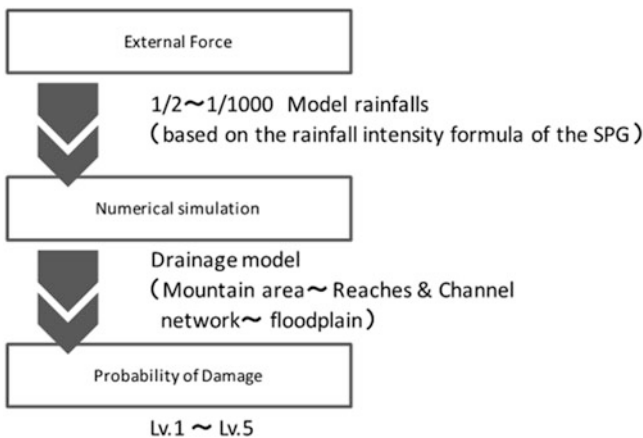 External Force
1/2～1/1000 Model rainfalls
(based on the rainfall intensity formula of the SPG)
Numerical simulation
Drainage model
(Mountain area～ Reaches & Channel
network～ floodplain)
Probability of Damage
Lv.1 ～ Lv.5